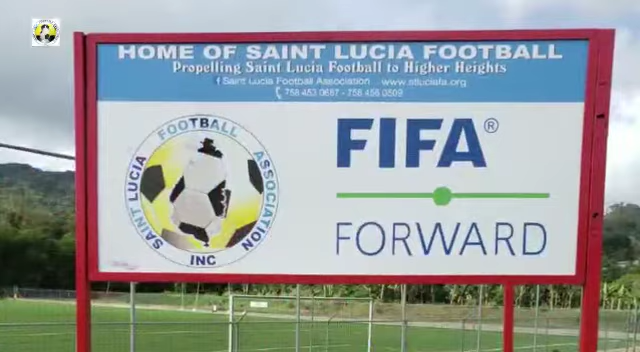 HOME OF SAINT LUCIA FOOTBALL
Propelling Saint Lucia Football to Higher Heights
Saint Lucia Football Association www.stluciafa.org
758 453 0687 - 758 456 0509
SAINT LUCIA FOOTBALL ASSOCIATION
INC
FIFA®
FORWARD